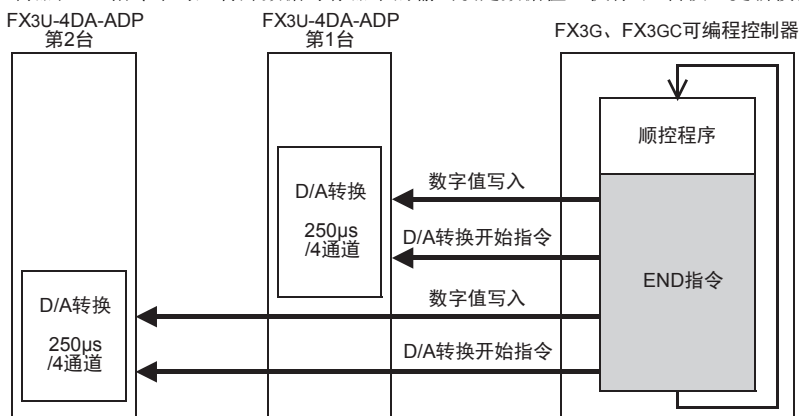 FX3U-4DA-ADP
第2台
FX3U-4DA-ADP
第1台
FX3G、FX3GC可编程控制器
顺控程序
D/A转换
250μs
/4通道
数字值写入
D/A转换开始指令
END指令
D/A转换
250μs
/4通道
数字值写入
D/A转换开始指令